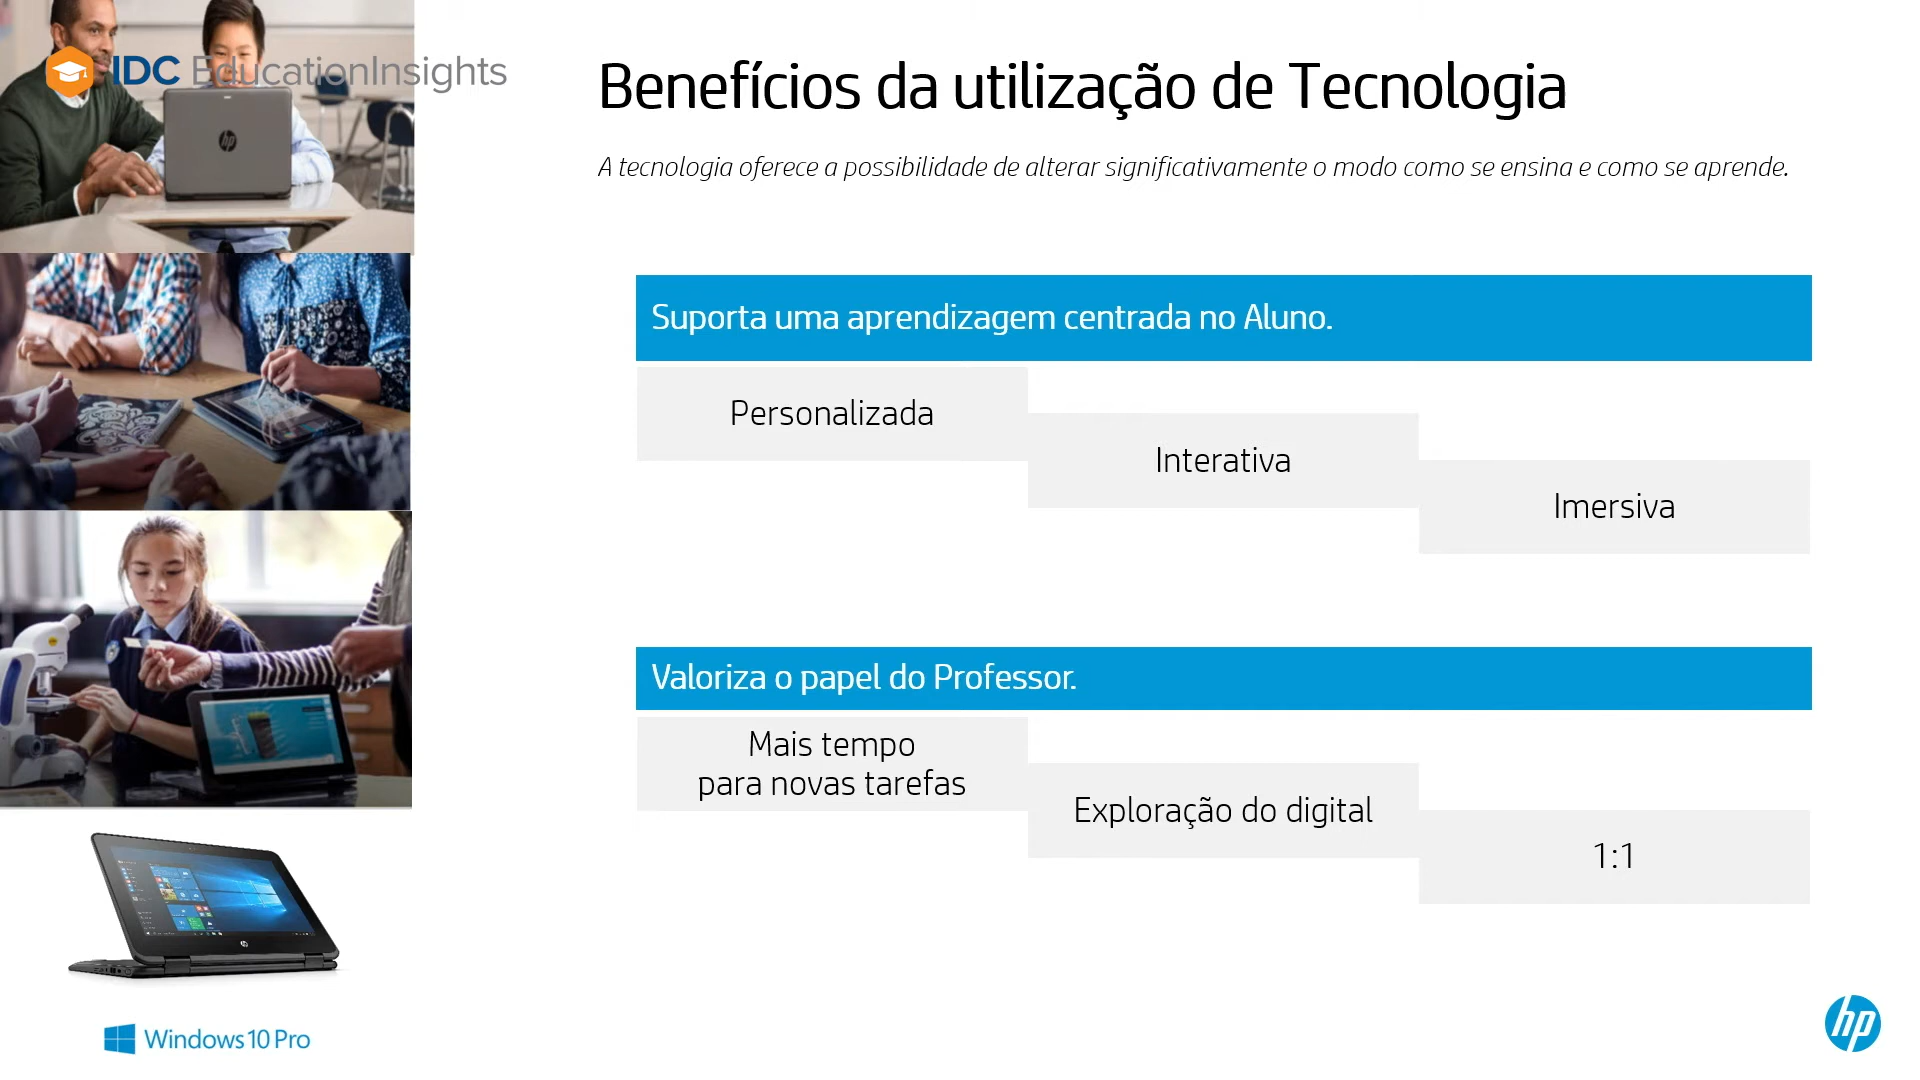 IDC EducationInsights
Benefícios da utilização de Tecnologia
A tecnologia oferece a possibilidade de alterar significativamente o modo como se ensina e como se aprende.
Suporta uma aprendizagem centrada no Aluno.
Personalizada
Interativa
Imersiva
Valoriza o papel do Professor.
Mais tempo
para novas tarefas
Exploração do digital
1:1
Windows 10 Pro
hp